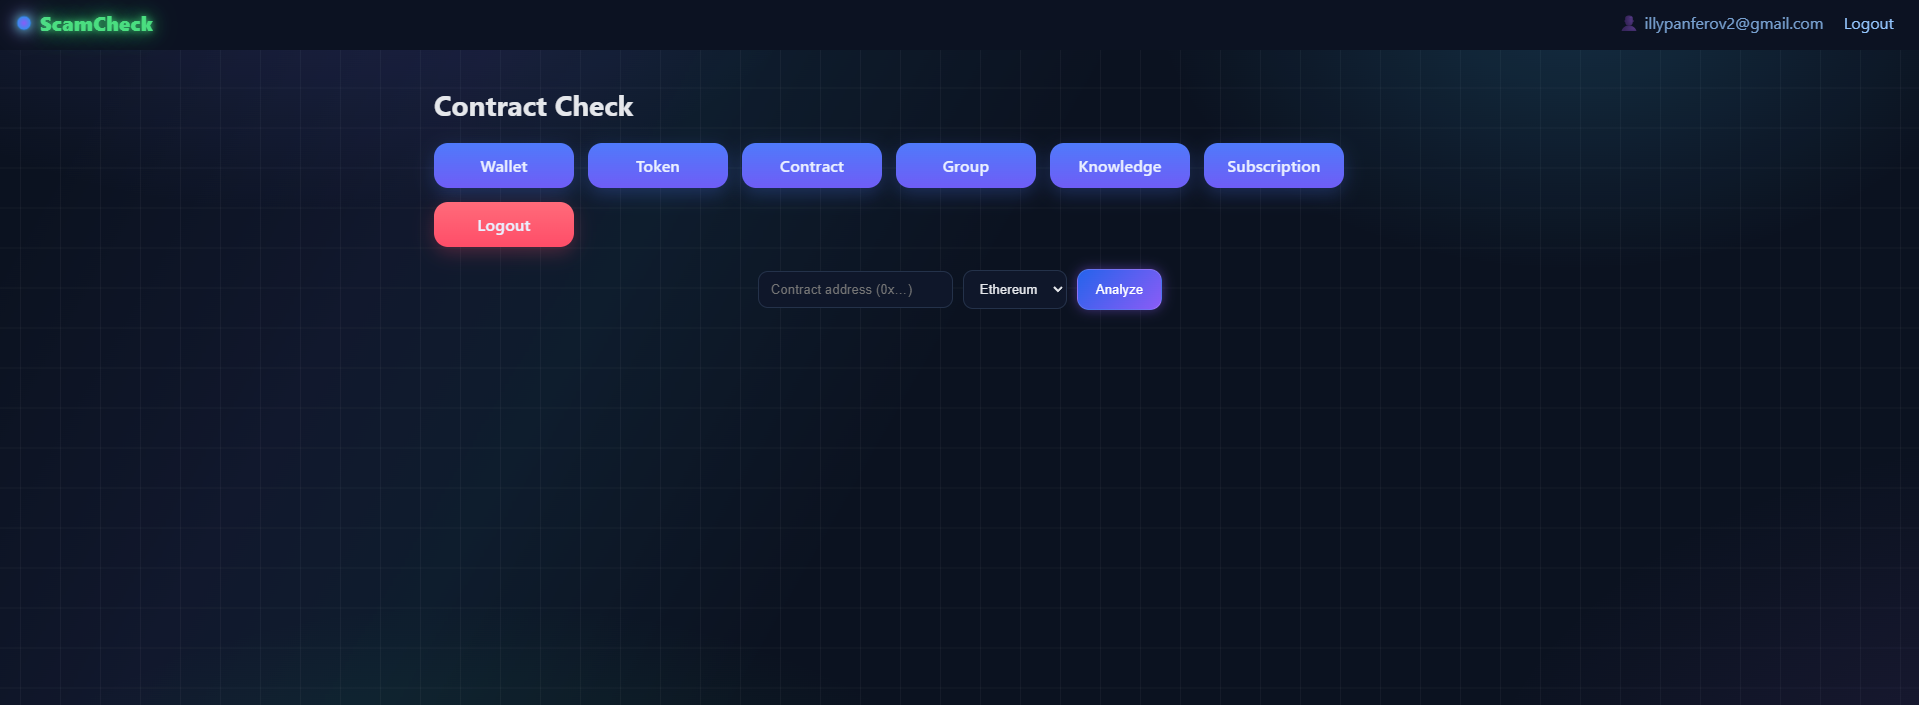 ScamCheck
illypanferov2@gmail.com Logout
Contract Check
Wallet Token Contract Group Knowledge Subscription
Logout
Contract address (0x...) Ethereum Analyze